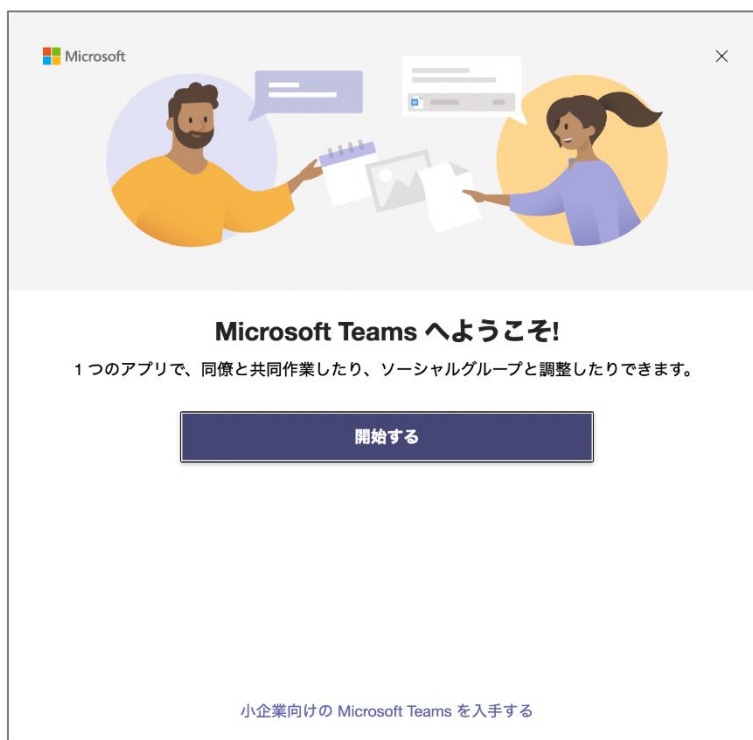 Microsoft
Microsoft Teams へようこそ!
1 つのアプリで、同僚と共同作業したり、ソーシャルグループと調整したりできます。
開始する
小企業向けの Microsoft Teams を入手する